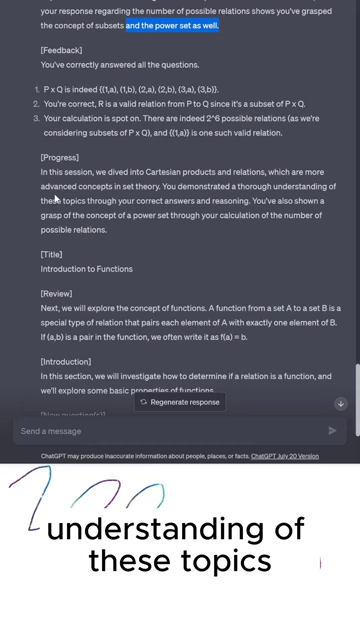 your response regarding the number of possible relations shows you've grasped
the concept of subsets and the power set as well.
[Feedback]
You've correctly answered all the questions.
1. P x Q is indeed {(1,a), (1,b), (2,a), (2,b), (3,a), (3,b)}.
2. You're correct, R is a valid relation from P to Q since it's a subset of P x Q.
3. Your calculation is spot on. There are indeed 2^6 possible relations (as we're
considering subsets of P x Q), and {(1,a)} is one such valid relation.
[Progress]
In this session, we dived into Cartesian products and relations, which are more
advanced concepts in set theory. You demonstrated a thorough understanding of
these topics through your correct answers and reasoning. You've also shown a
grasp of the concept of a power set through your calculation of the number of
possible relations.
[Title]
Introduction to Functions
[Review]
Next, we will explore the concept of functions. A function from a set A to a set B is a
special type of relation that pairs each element of A with exactly one element of B.
If (a,b) is a pair in the function, we often write it as f(a) = b.
[Introduction]
In this section, we will investigate how to determine if a relation is a function, and
we'll explore some basic properties of functions.
Regenerate response
[New question(s)]
Send a message
ChatGPT may produce inaccurate information about people, places, or facts. ChatGPT July 20 Version
understanding of
these topics